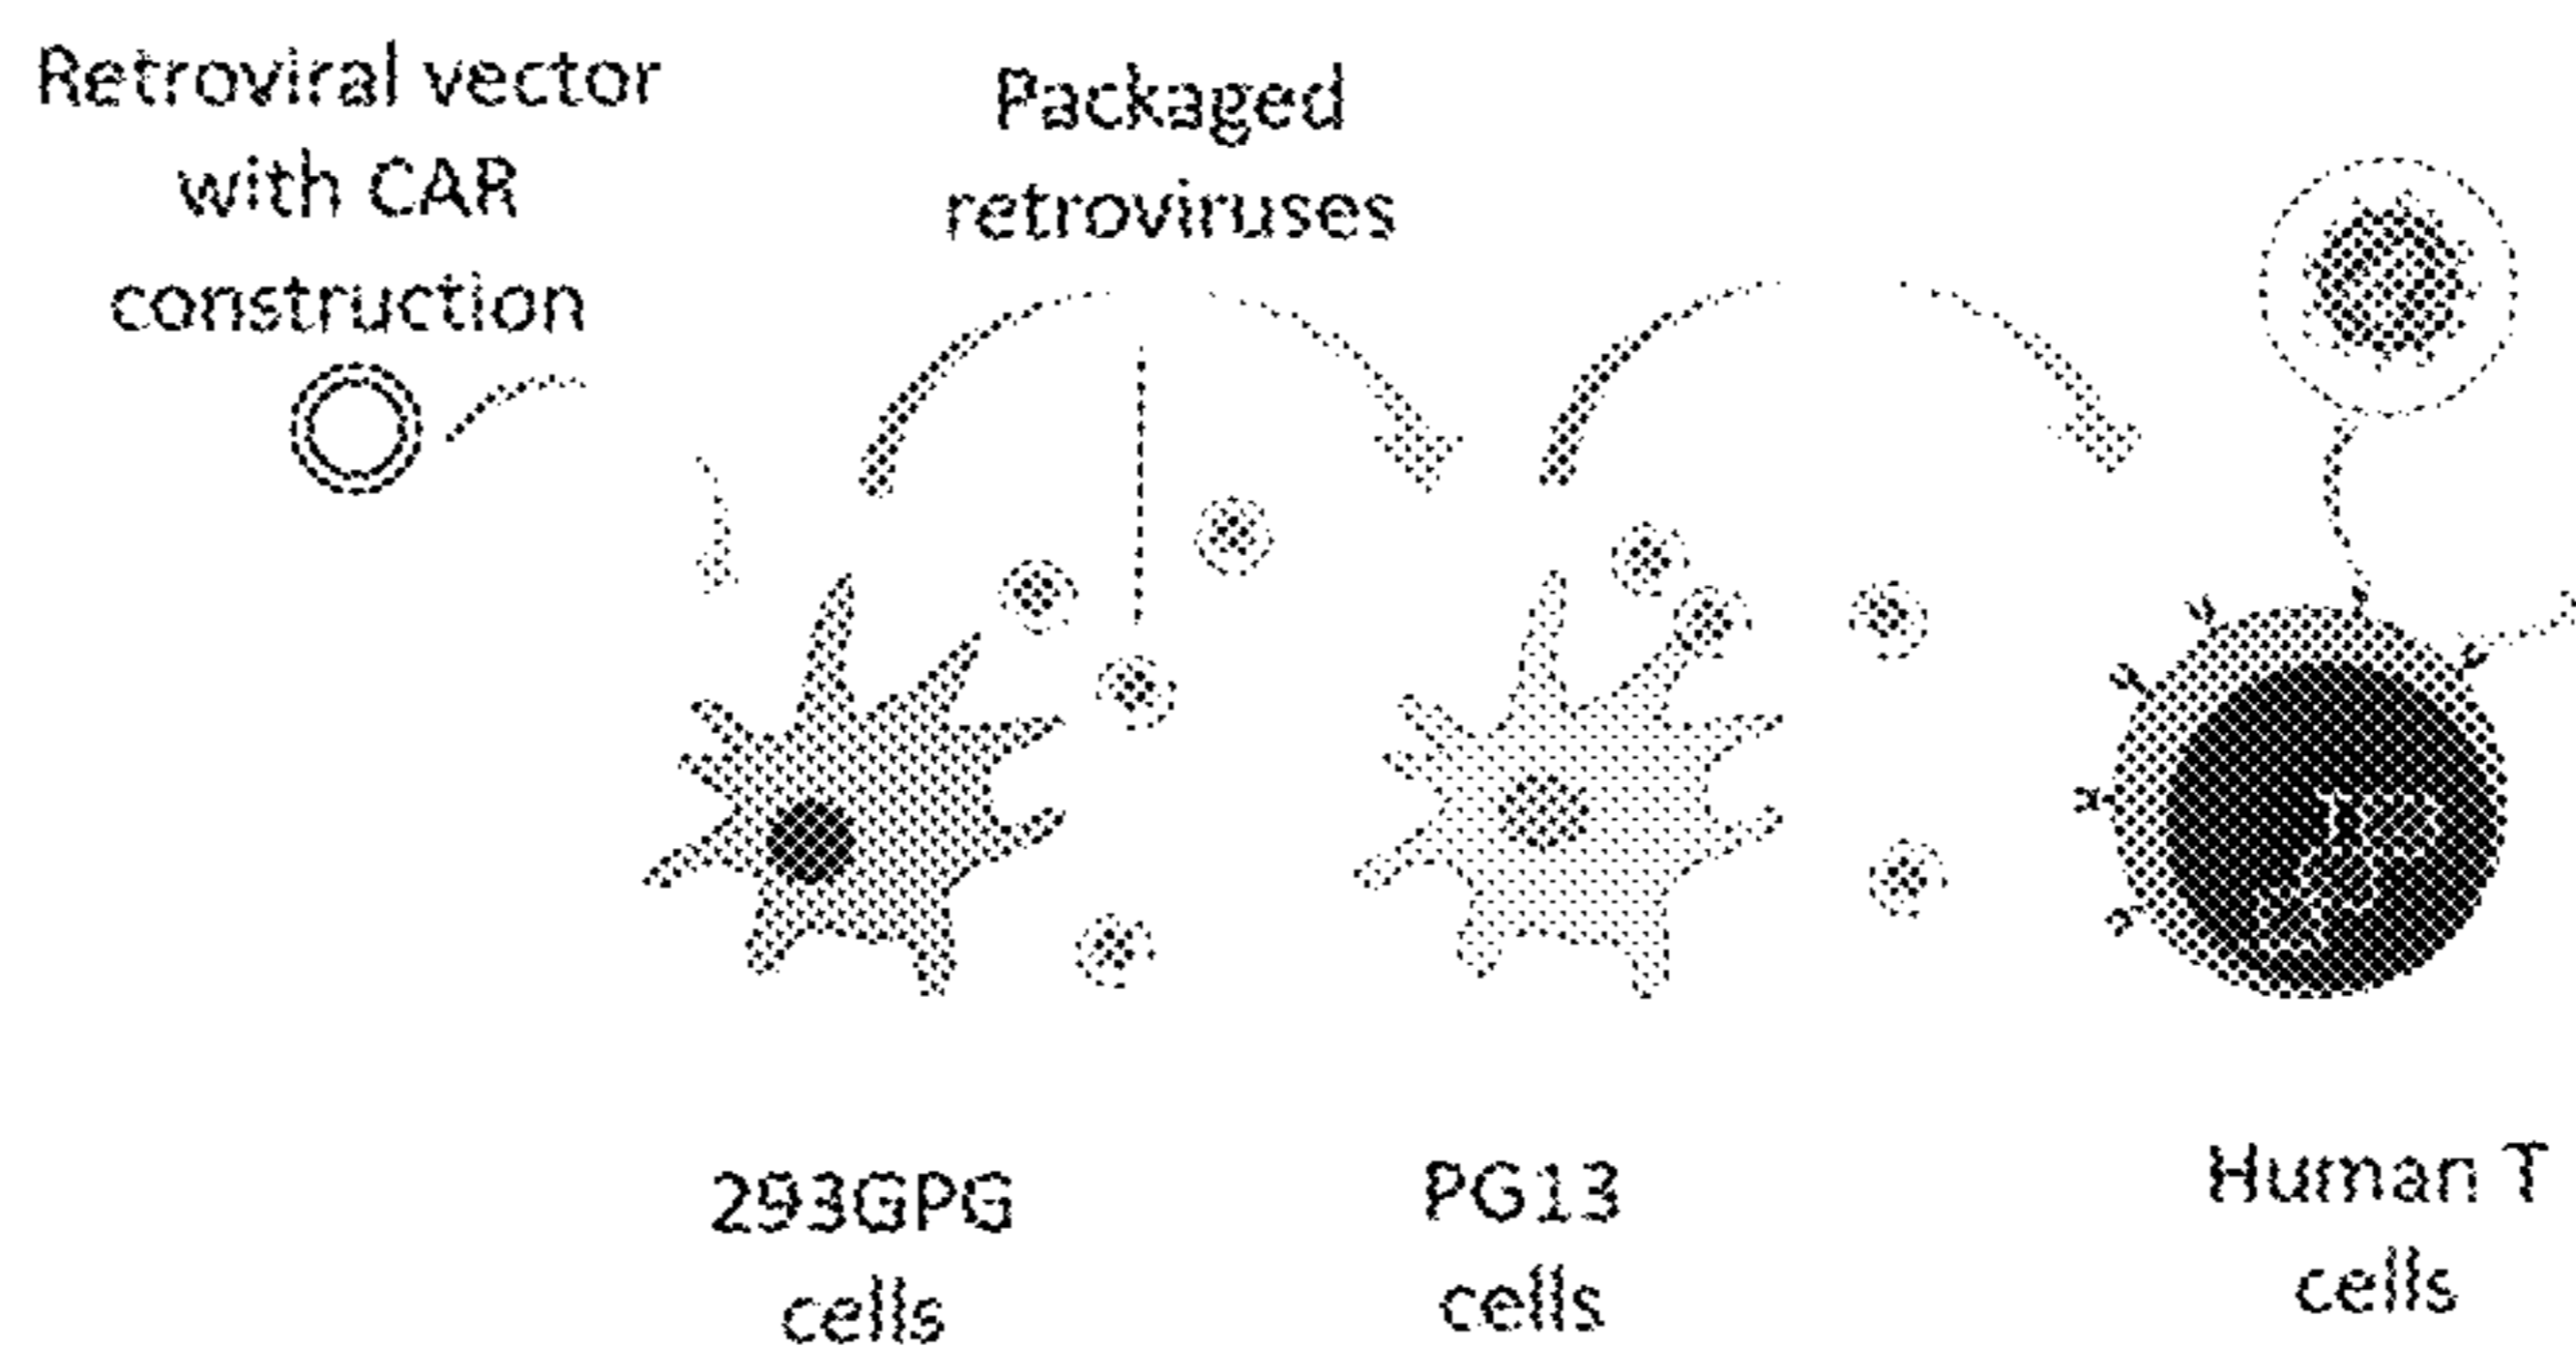 Retroviral vector
with CAR
construction
Packaged
retroviruses
293GPG
cells
PG13
cells
Human T
cells